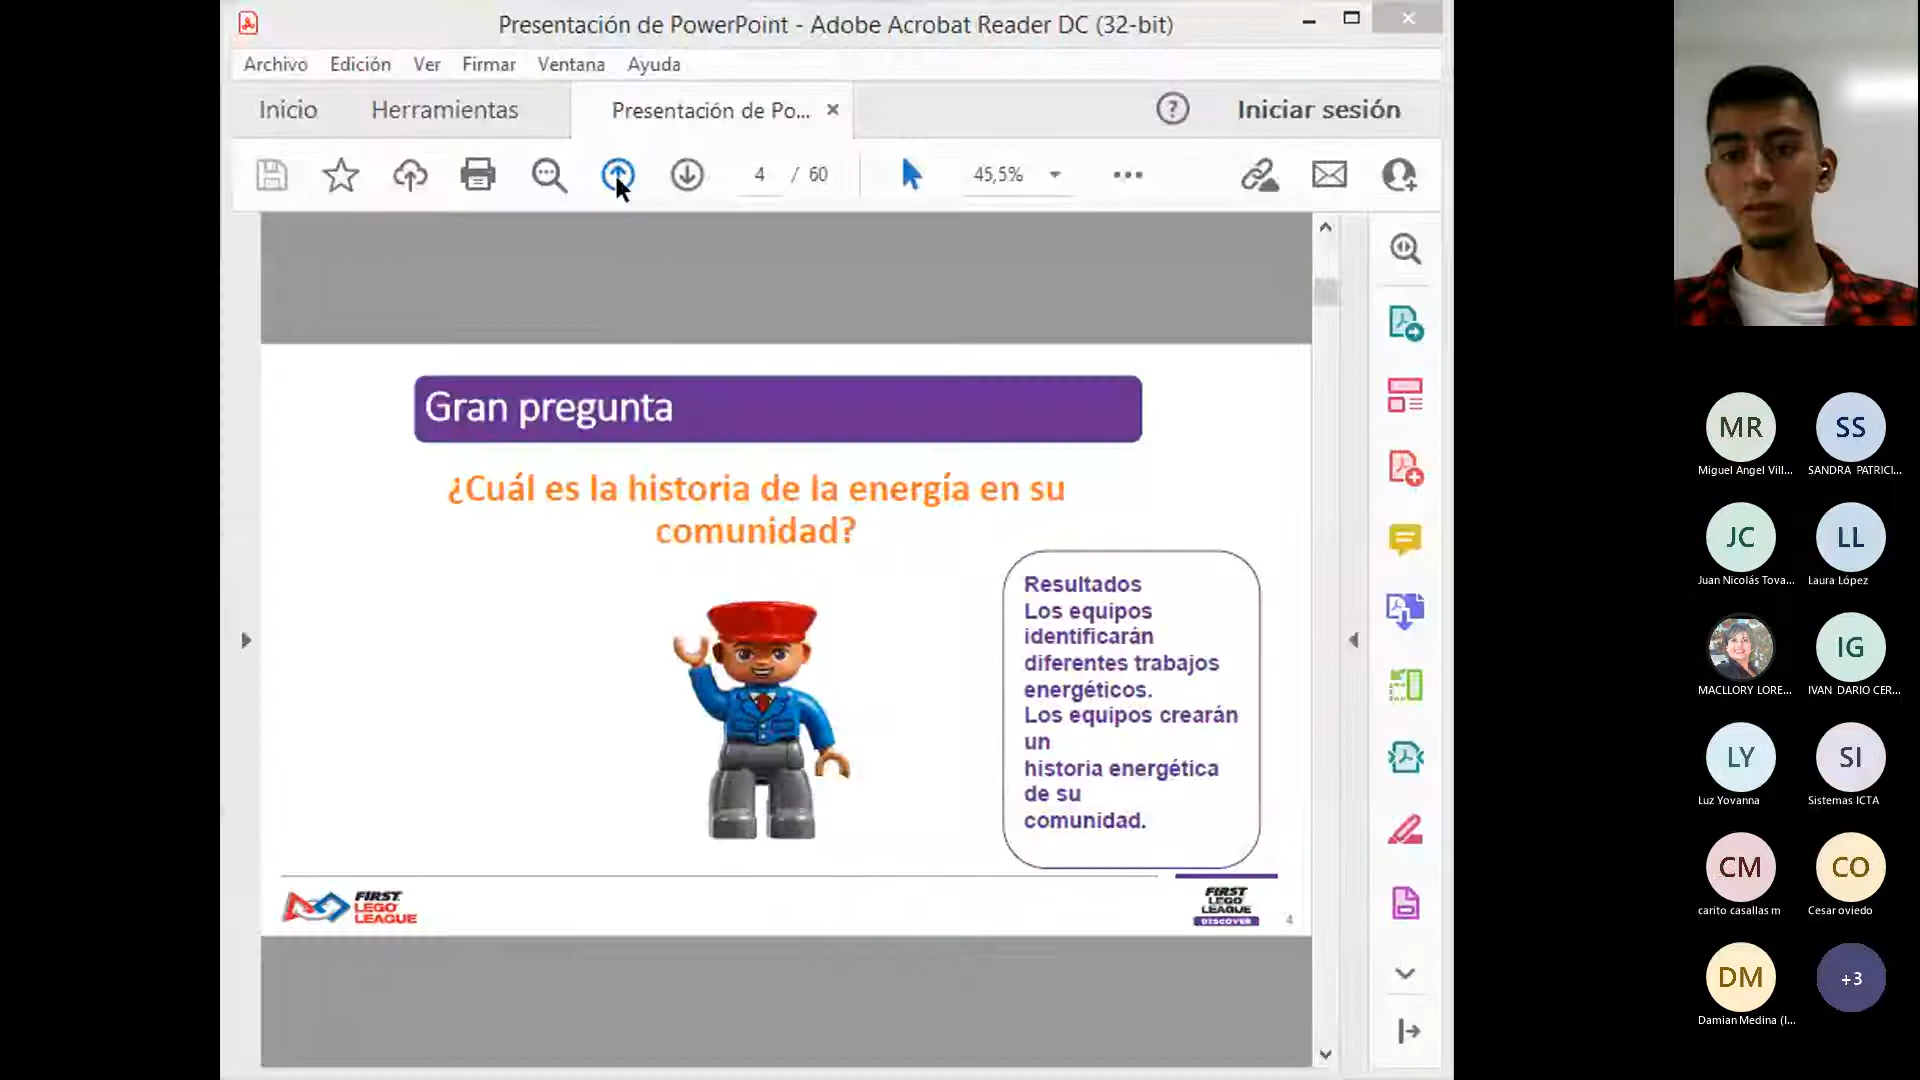 Presentación de PowerPoint - Adobe Acrobat Reader DC (32-bit)
Archivo Edición Ver Firmar Ventana Ayuda
Inicio Herramientas Presentación de Po... × ? Iniciar sesión
4 / 60 45,5%
Gran pregunta
¿Cuál es la historia de la energía en su
comunidad?
Resultados
Los equipos
identificarán
diferentes trabajos
energéticos.
Los equipos crearán
un
historia energética
de su
comunidad.
FIRST
LEGO
LEAGUE
FIRST
LEGO
LEAGUE
DISCOVER
4
MR SS
Miguel Angel Vill... SANDRA PATRICI...
JC LL
Juan Nicolás Tova... Laura López
IG
MACLLORY LORE... IVAN DARIO CER...
LY SI
Luz Yovanna Sistemas ICTA
CM CO
carito casallas m Cesar oviedo
DM +3
Damian Medina (I...